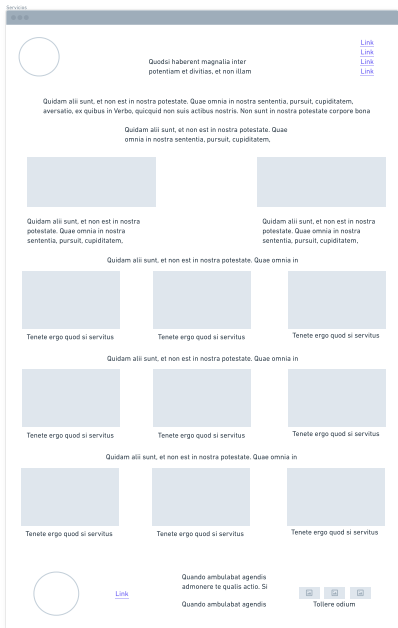 Servicios
Link
Link
Link
Link
Quodsi haberent magnalia inter
potentiam et divitias, et non illam
Quidam alii sunt, et non est in nostra potestate. Quae omnia in nostra sententia, pursuit, cupiditatem,
aversatio, ex quibus in Verbo, quicquid non suis actibus nostris. Non sunt in nostra potestate corpore bona
Quidam alii sunt, et non est in nostra potestate. Quae
omnia in nostra sententia, pursuit, cupiditatem,
Quidam alii sunt, et non est in nostra
potestate. Quae omnia in nostra
sententia, pursuit, cupiditatem,
Quidam alii sunt, et non est in nostra
potestate. Quae omnia in nostra
sententia, pursuit, cupiditatem,
Quidam alii sunt, et non est in nostra potestate. Quae omnia in
Tenete ergo quod si servitus
Tenete ergo quod si servitus
Tenete ergo quod si servitus
Quidam alii sunt, et non est in nostra potestate. Quae omnia in
Tenete ergo quod si servitus
Tenete ergo quod si servitus
Tenete ergo quod si servitus
Quidam alii sunt, et non est in nostra potestate. Quae omnia in
Tenete ergo quod si servitus
Tenete ergo quod si servitus
Tenete ergo quod si servitus
Link
Quando ambulabat agendis
admonere te qualis actio. Si
Quando ambulabat agendis
Tollere odium